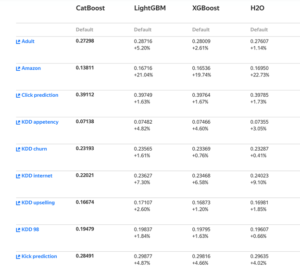 CatBoost LightGBM XGBoost H2O
Default Default Default Default
Adult 0.27298 0.28716 0.28009 0.27607
+5.20% +2.61% +1.14%
Amazon 0.13811 0.16716 0.16536 0.16950
+21.04% +19.74% +22.73%
Click prediction 0.39112 0.39749 0.39764 0.39785
+1.63% +1.67% +1.73%
KDD appetency 0.07138 0.07482 0.07466 0.07355
+4.82% +4.60% +3.05%
KDD churn 0.23193 0.23565 0.23369 0.23287
+1.61% +0.76% +0.41%
KDD internet 0.22021 0.23627 0.23468 0.24023
+7.30% +6.58% +9.10%
KDD upselling 0.16674 0.17107 0.16873 0.16981
+2.60% +1.20% +1.85%
KDD 98 0.19479 0.19837 0.19795 0.19607
+1.84% +1.63% +0.66%
Kick prediction 0.28491 0.29877 0.29816 0.29635
+4.87% +4.66% +4.02%